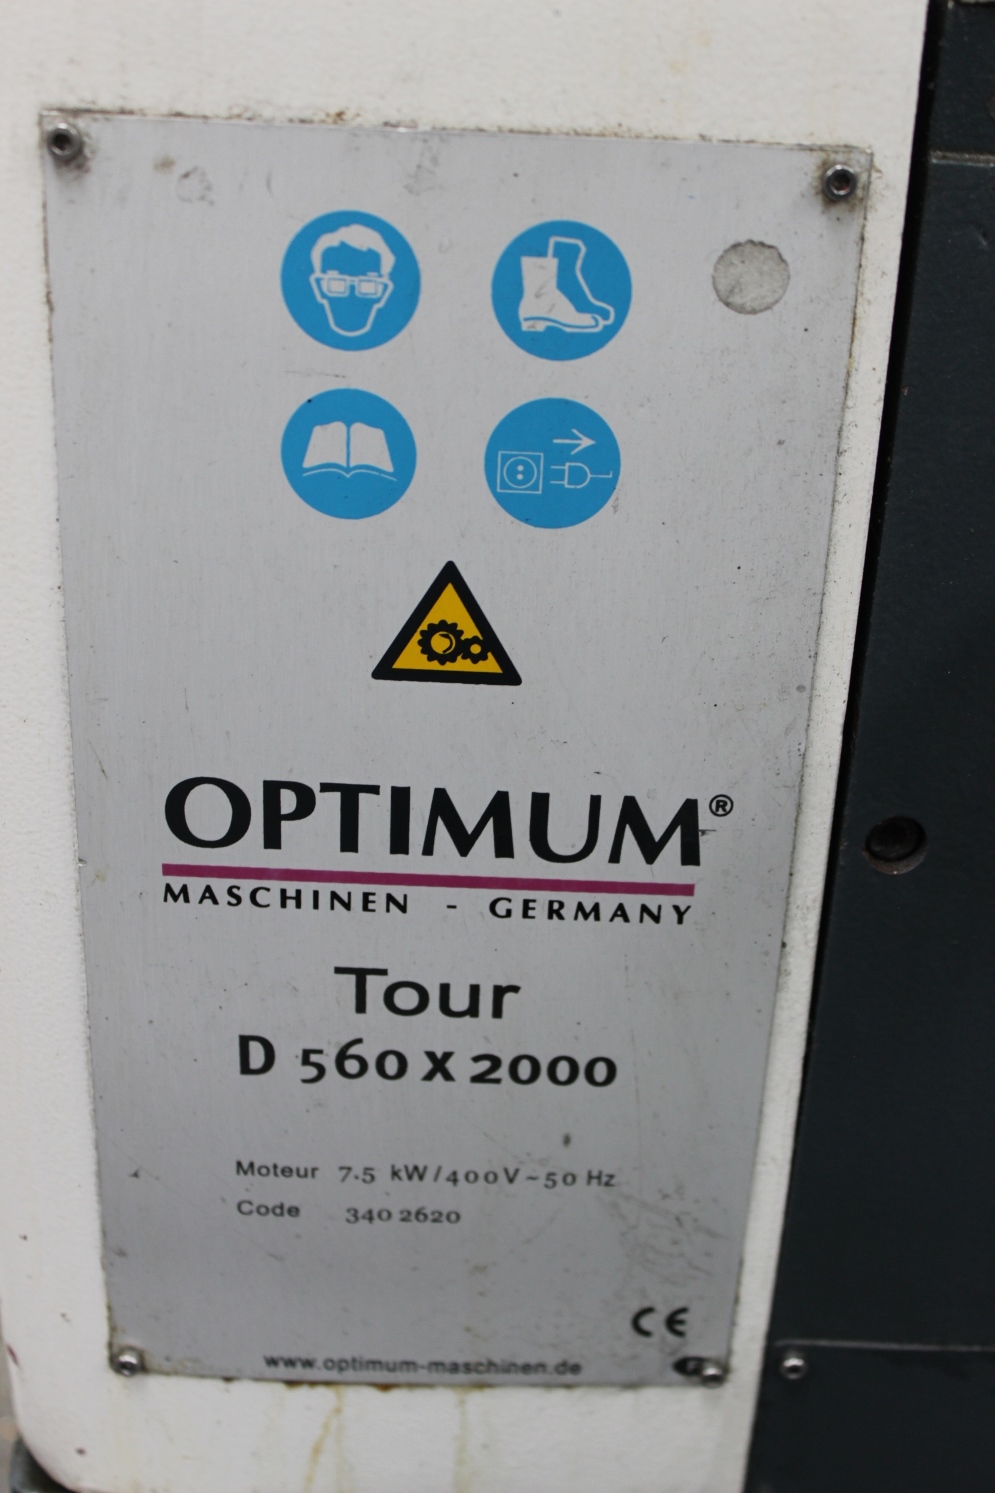 OPTIMUM®
MASCHINEN - GERMANY
Tour
D 560 x 2000
Moteur 7.5 kW/400V~50 Hz
Code 340 2620
CE
www.optimum-maschinen.de